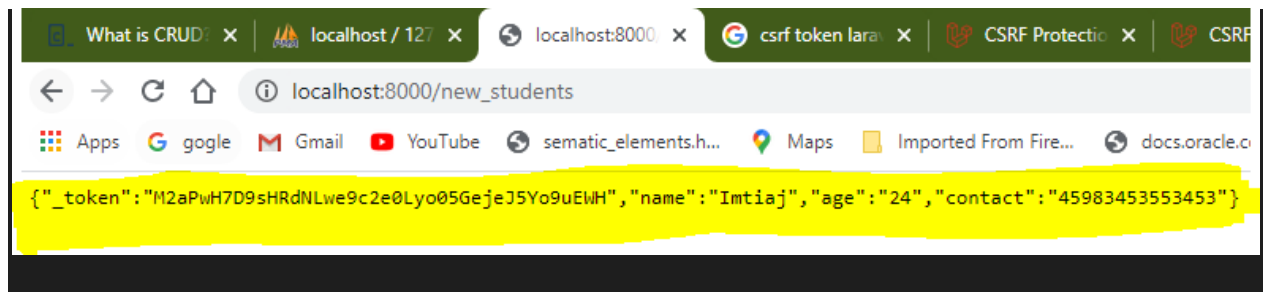 What is CRUD?
localhost / 127
localhost:8000/
csrf token larav
CSRF Protectio
CSRF
localhost:8000/new_students
Apps
gogle
Gmail
YouTube
sematic_elements.h...
Maps
Imported From Fire...
docs.oracle.c
{"_token":"M2aPwH7D9sHRdNLwe9c2e0Lyo05GejeJ5Yo9uEWH","name":"Imtiaj","age":"24","contact":"45983453553453"}